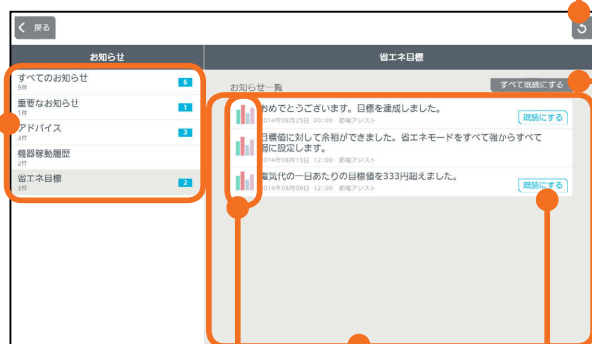 戻る
お知らせ
省エネ目標
すべてのお知らせ
9件
6
重要なお知らせ
1件
1
アドバイス
3件
3
機器稼動履歴
2件
省エネ目標
3件
2
お知らせ一覧
すべて既読にする
おめでとうございます。目標を達成しました。
2014年08月25日 00:00 節電アシスト
既読にする
目標値に対して余裕ができました。省エネモードをすべて強からすべて
弱に設定します。
2014年08月15日 12:00 節電アシスト
電気代の一日あたりの目標値を333円超えました。
2014年08月06日 12:00 節電アシスト
既読にする